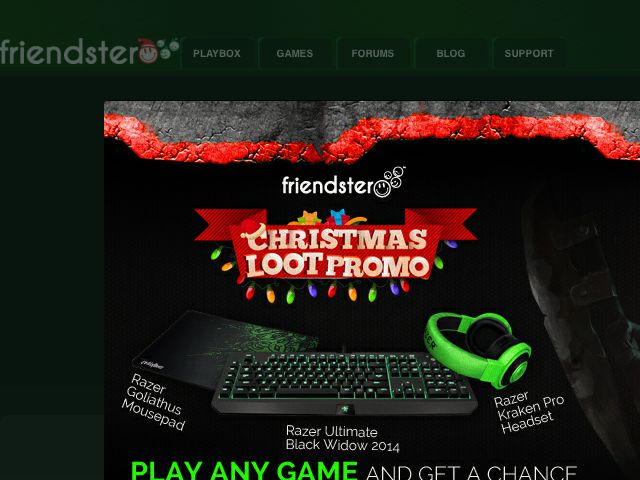 friendster
PLAYBOX GAMES FORUMS BLOG SUPPORT
friendster
CHRISTMAS
LOOT PROMO
Razer
Goliathus
Mousepad
Razer Ultimate
Black Widow 2014
Razer
Kraken Pro
Headset
PLAY ANY GAME AND GET A CHANCE